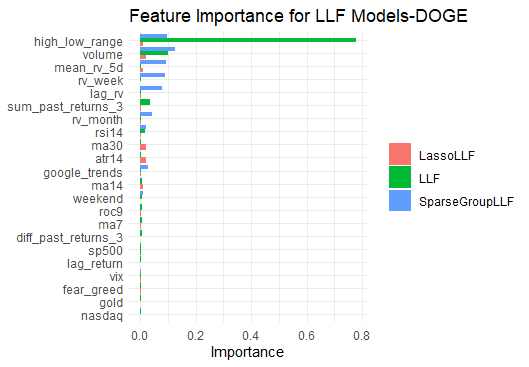 Feature Importance for LLF Models-DOGE
high_low_range
volume
mean_rv_5d
rv_week
lag_rv
sum_past_returns_3
rv_month
rsi14
ma30
atr14
google_trends
ma14
weekend
roc9
ma7
diff_past_returns_3
sp500
lag_return
vix
fear_greed
gold
nasdaq
0.0 0.2 0.4 0.6 0.8
Importance
LassoLLF
LLF
SparseGroupLLF